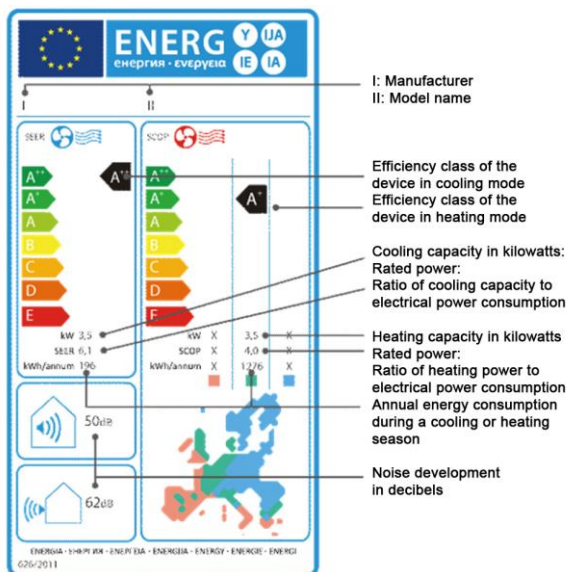 ENERG
Y IJA
енергия · ενεργεια
IE IA
I
II
I: Manufacturer
II: Model name
SEER
SCOP
A++
A+
A
B
C
D
E
A++
A++
A+
A
B
C
D
E
A+
kW 3,5
SEER 6,1
kWh/annum 196
kW X 3,5 X
SCOP X 4,0 X
kWh/annum X 1276 X
50dB
62dB
Efficiency class of the
device in cooling mode
Efficiency class of the
device in heating mode
Cooling capacity in kilowatts:
Rated power:
Ratio of cooling capacity to
electrical power consumption
Heating capacity in kilowatts
Rated power:
Ratio of heating power to
electrical power consumption
Annual energy consumption
during a cooling or heating
season
Noise development
in decibels
ENERGIA · ЕНЕРГИЯ · ΕΝΕΡΓΕΙΑ · ENERGIJA · ENERGY · ENERGIE · ENERGI
626/2011